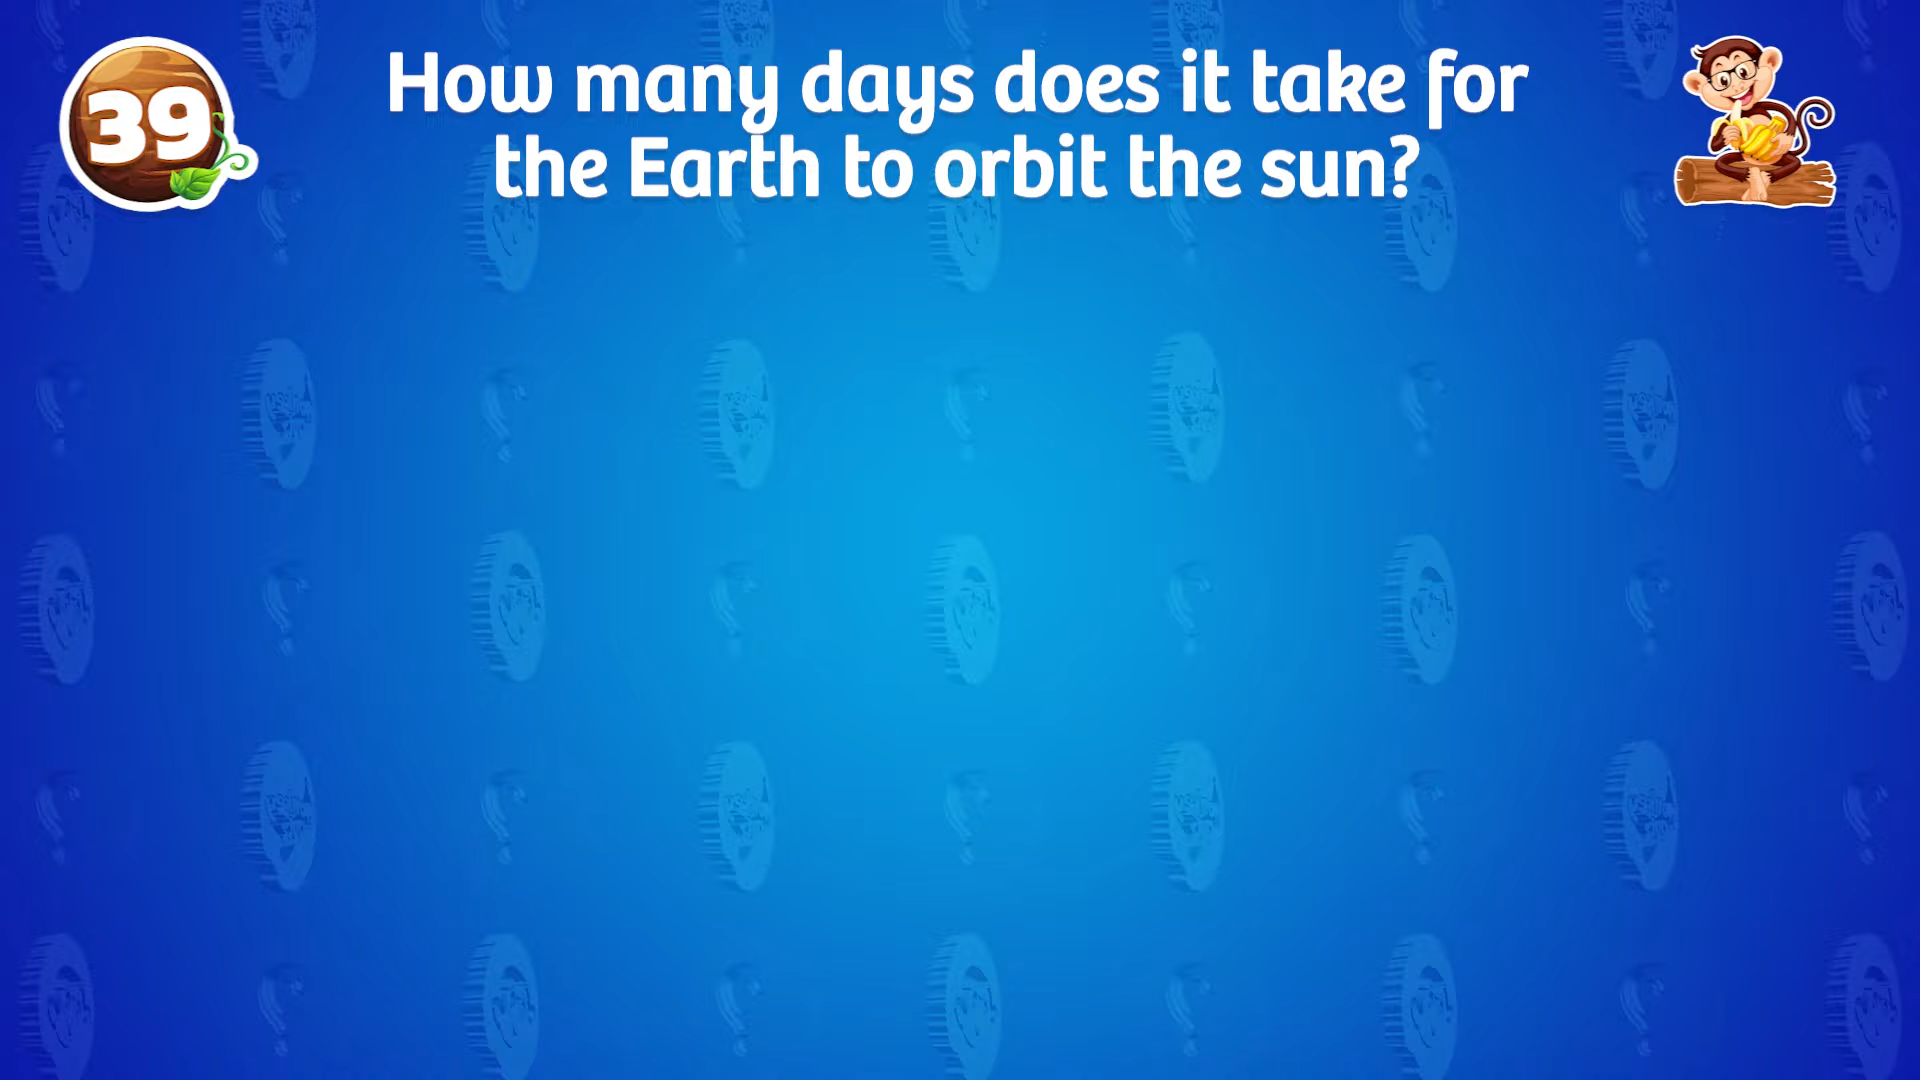 39
How many days does it take for
the Earth to orbit the sun?